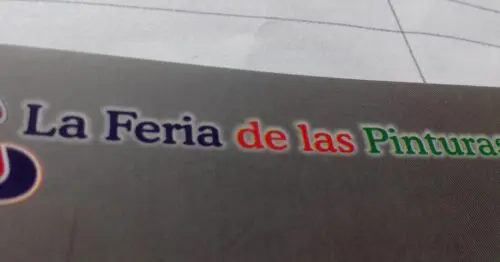 La Feria de las Pinturas